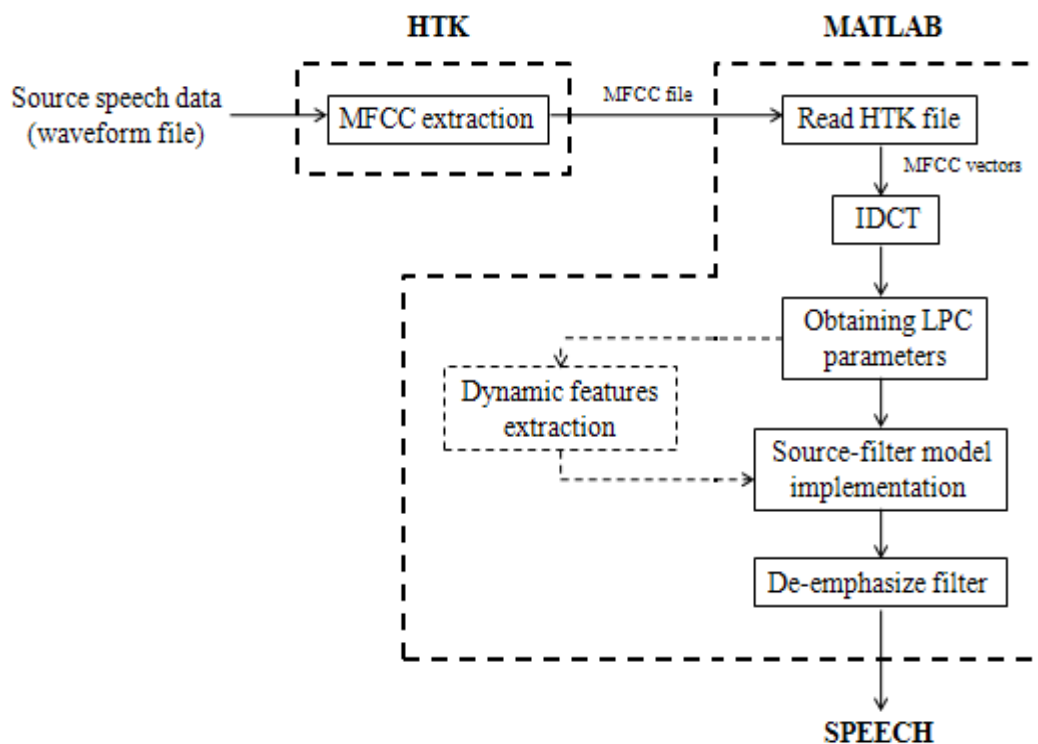 HTK
MATLAB
Source speech data
(waveform file)
MFCC extraction
MFCC file
Read HTK file
MFCC vectors
IDCT
Obtaining LPC
parameters
Dynamic features
extraction
Source-filter model
implementation
De-emphasize filter
SPEECH